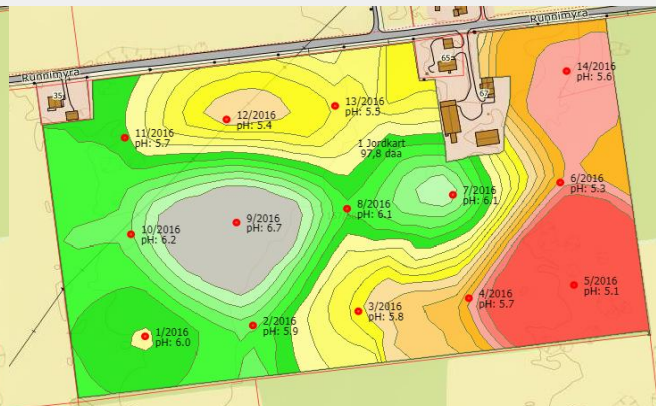 Runnimyra
Runnimyra
65
14/2016
pH: 5.6
35
67
13/2016
pH: 5.5
12/2016
pH: 5.4
11/2016
pH: 5.7
1 Jordkart
97,8 daa
6/2016
pH: 5.3
7/2016
pH: 6.1
8/2016
pH: 6.1
9/2016
pH: 6.7
10/2016
pH: 6.2
5/2016
pH: 5.1
4/2016
pH: 5.7
3/2016
pH: 5.8
2/2016
pH: 5.9
1/2016
pH: 6.0